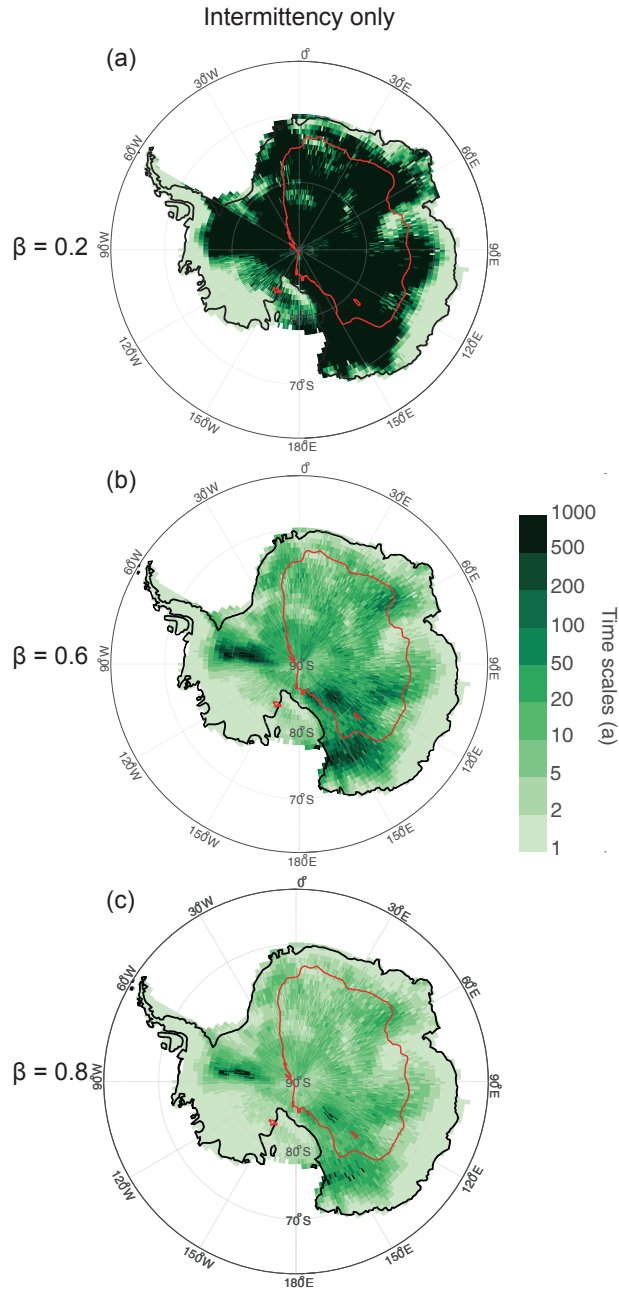 Intermittency only
(a)
0°
30°W
30°E
60°W
60°E
β = 0.2
90°W
90°E
120°W
120°E
70°S
150°W
150°E
180°E
(b)
0°
30°W
30°E
60°W
60°E
β = 0.6
90°W
90°S
90°E
80°S
120°W
120°E
70°S
150°W
150°E
180°E
1000
500
200
100
50
20
10
5
2
1
Time scales (a)
(c)
0°
30°W
30°E
60°W
60°E
β = 0.8
90°W
90°S
90°E
80°S
120°W
120°E
70°S
150°W
150°E
180°E